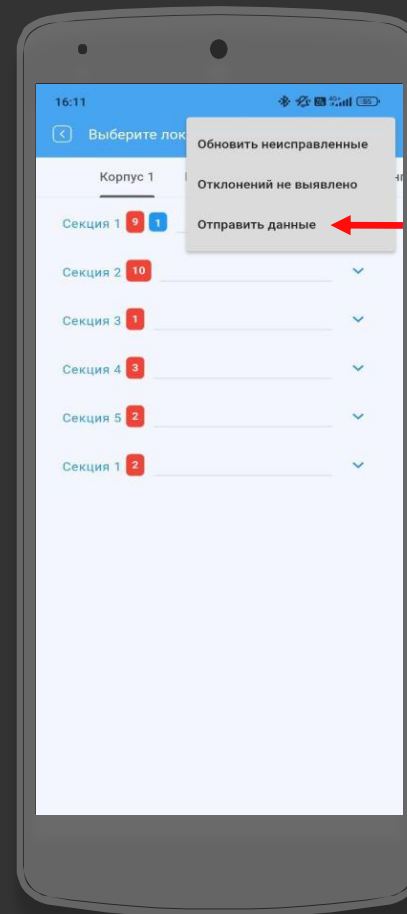 16:11
Выберите лок
Обновить неисправленные
Отклонений не выявлено
Отправить данные
Корпус 1
Секция 1 9 1
Секция 2 10
Секция 3 1
Секция 4 3
Секция 5 2
Секция 1 2